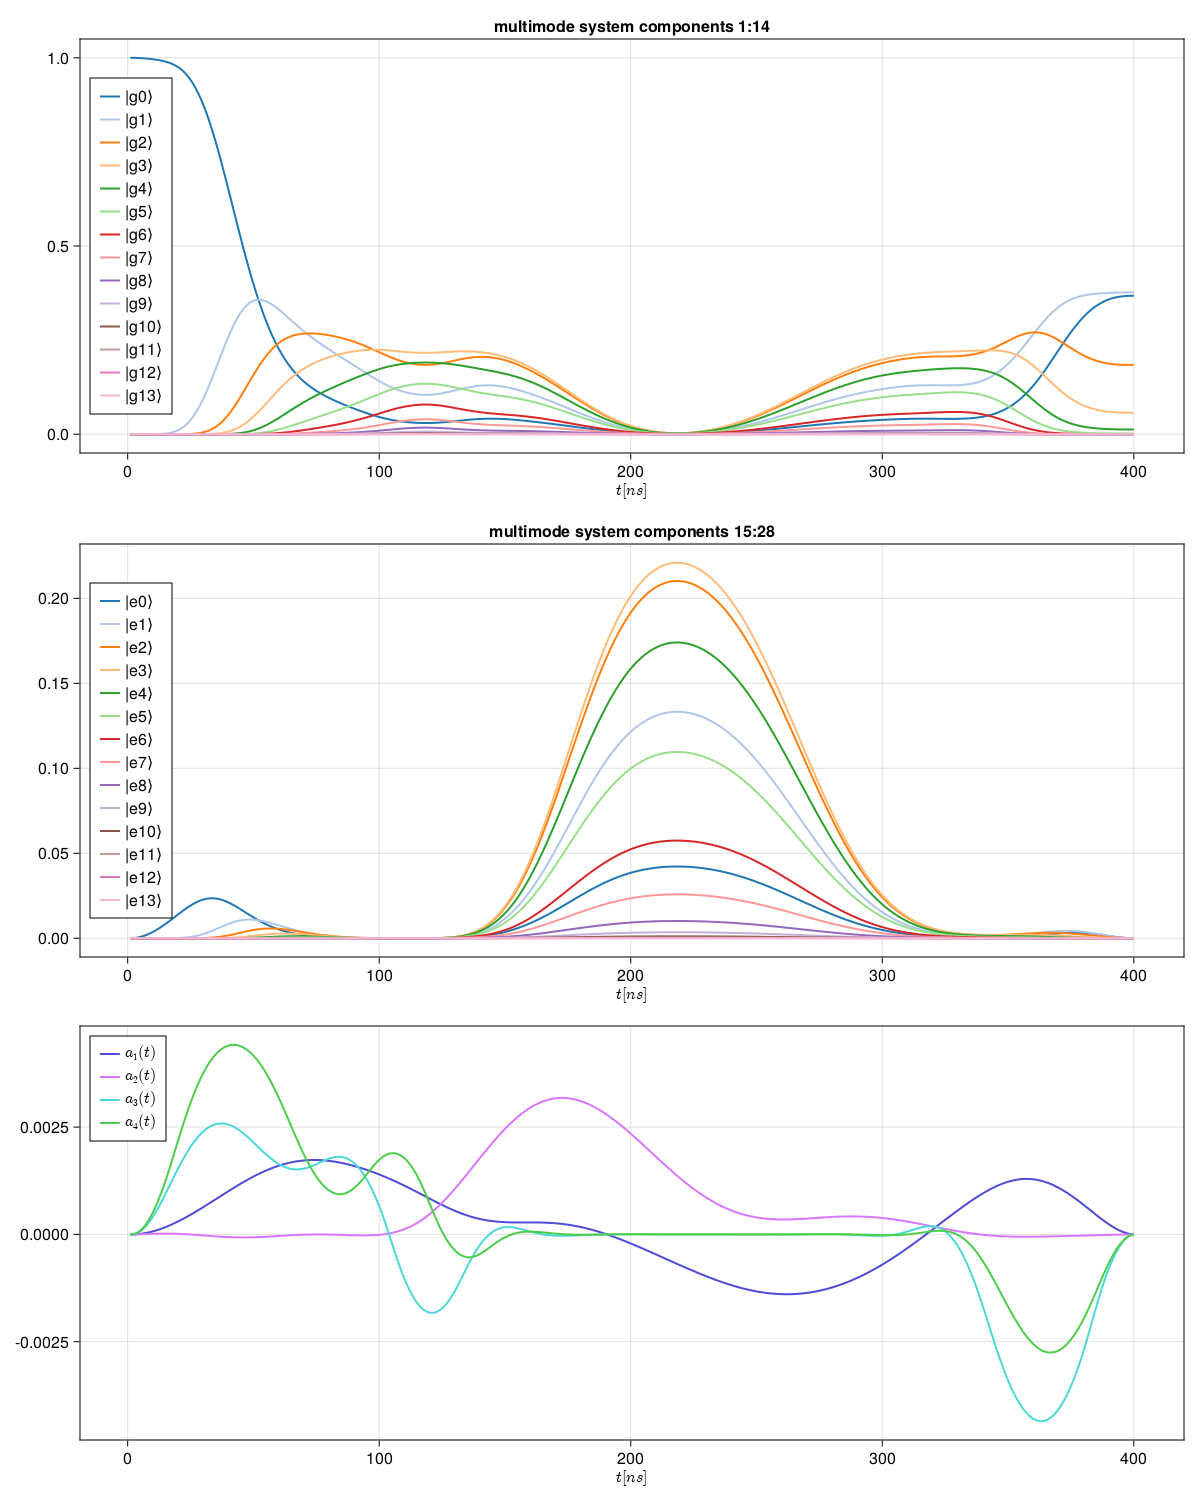 multimode system components 1:14
1.0
0.5
0.0
|g0⟩
|g1⟩
|g2⟩
|g3⟩
|g4⟩
|g5⟩
|g6⟩
|g7⟩
|g8⟩
|g9⟩
|g10⟩
|g11⟩
|g12⟩
|g13⟩
0 100 200 300 400
t[ns]
multimode system components 15:28
0.20
0.15
0.10
0.05
0.00
|e0⟩
|e1⟩
|e2⟩
|e3⟩
|e4⟩
|e5⟩
|e6⟩
|e7⟩
|e8⟩
|e9⟩
|e10⟩
|e11⟩
|e12⟩
|e13⟩
0 100 200 300 400
t[ns]
0.0025
0.0000
-0.0025
a₁(t)
a₂(t)
a₃(t)
a₄(t)
0 100 200 300 400
t[ns]